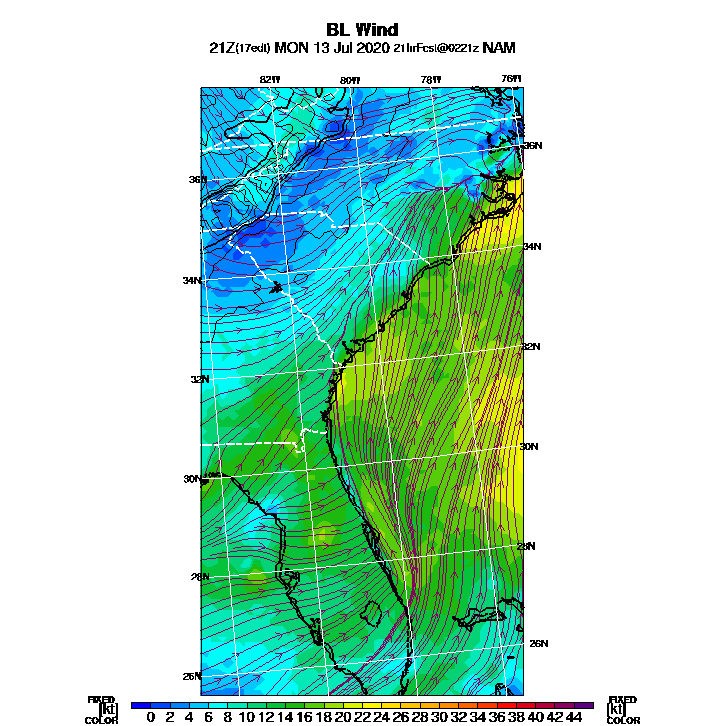 BL Wind
21Z(17edt) MON 13 Jul 2020 21hrFcst@0221z NAM
82W 80W 78W 76W
36N
36N
34N
34N
32N
32N
30N
30N
28N
28N
26N
26N
FIXED FIXED
[kt] 0 2 4 6 8 10 12 14 16 18 20 22 24 26 28 30 32 34 36 38 40 42 44 [kt]
COLOR COLOR